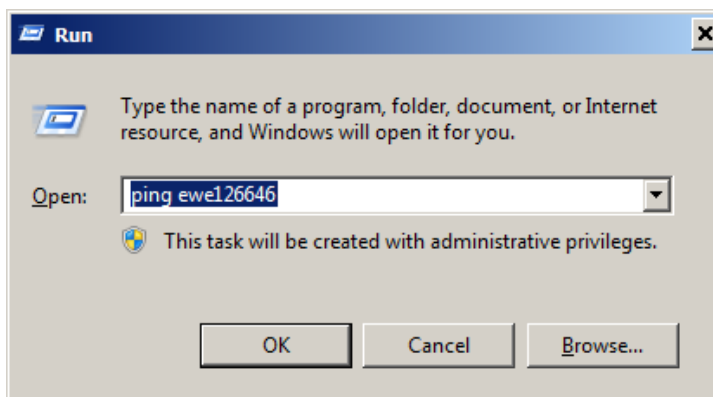 Run
Type the name of a program, folder, document, or Internet
resource, and Windows will open it for you.
Open: ping ewe126646
This task will be created with administrative privileges.
OK Cancel Browse...